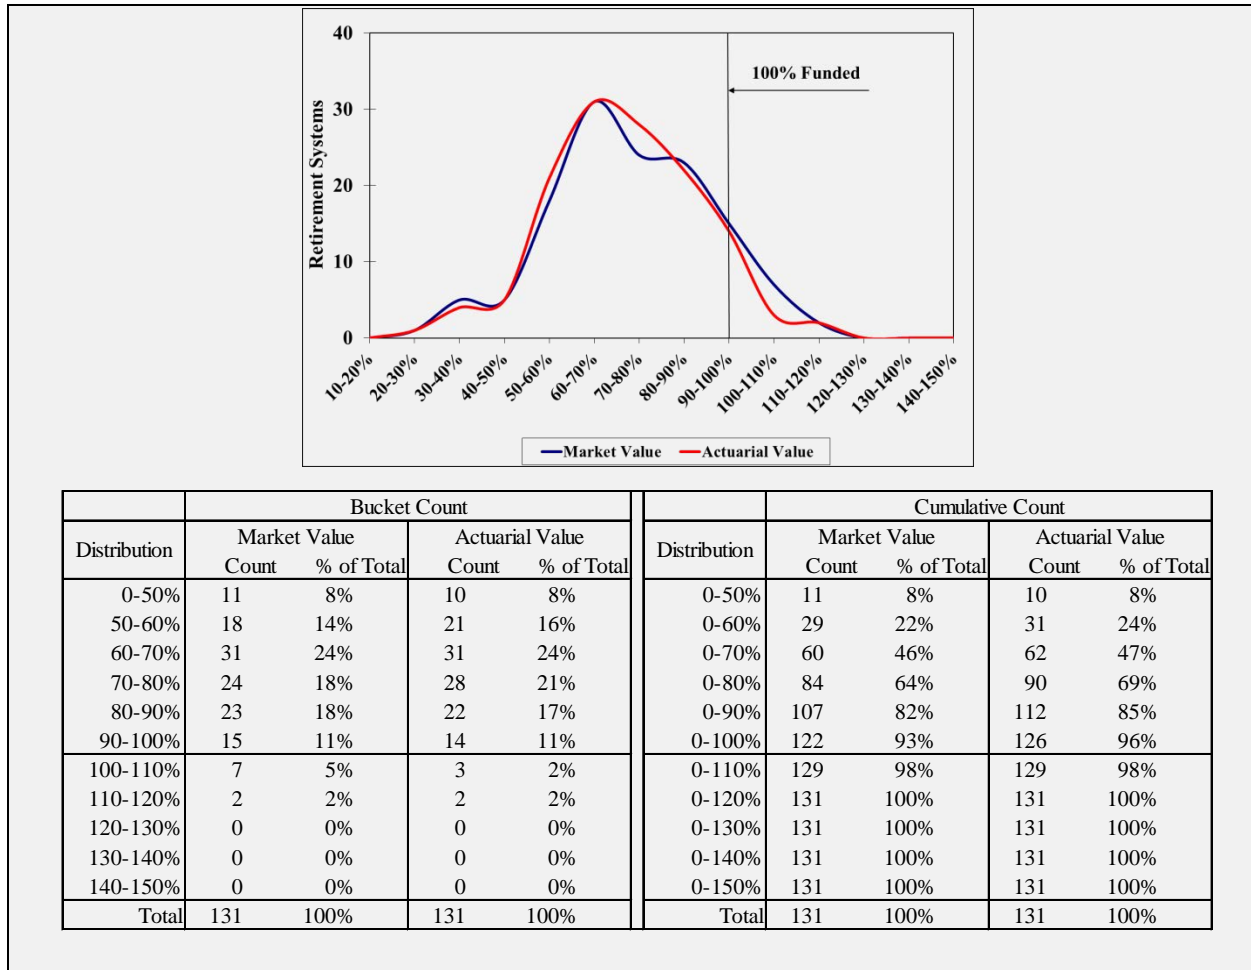 40
100% Funded
30
20
10
0
Retirement Systems
10-20%
20-30%
30-40%
40-50%
50-60%
60-70%
70-80%
80-90%
90-100%
100-110%
110-120%
120-130%
130-140%
140-150%
Market Value Actuarial Value
Bucket Count Cumulative Count
Distribution Market Value Actuarial Value Distribution Market Value Actuarial Value
Count % of Total Count % of Total Count % of Total Count % of Total
0-50% 11 8% 10 8% 0-50% 11 8% 10 8%
50-60% 18 14% 21 16% 0-60% 29 22% 31 24%
60-70% 31 24% 31 24% 0-70% 60 46% 62 47%
70-80% 24 18% 28 21% 0-80% 84 64% 90 69%
80-90% 23 18% 22 17% 0-90% 107 82% 112 85%
90-100% 15 11% 14 11% 0-100% 122 93% 126 96%
100-110% 7 5% 3 2% 0-110% 129 98% 129 98%
110-120% 2 2% 2 2% 0-120% 131 100% 131 100%
120-130% 0 0% 0 0% 0-130% 131 100% 131 100%
130-140% 0 0% 0 0% 0-140% 131 100% 131 100%
140-150% 0 0% 0 0% 0-150% 131 100% 131 100%
Total 131 100% 131 100% Total 131 100% 131 100%